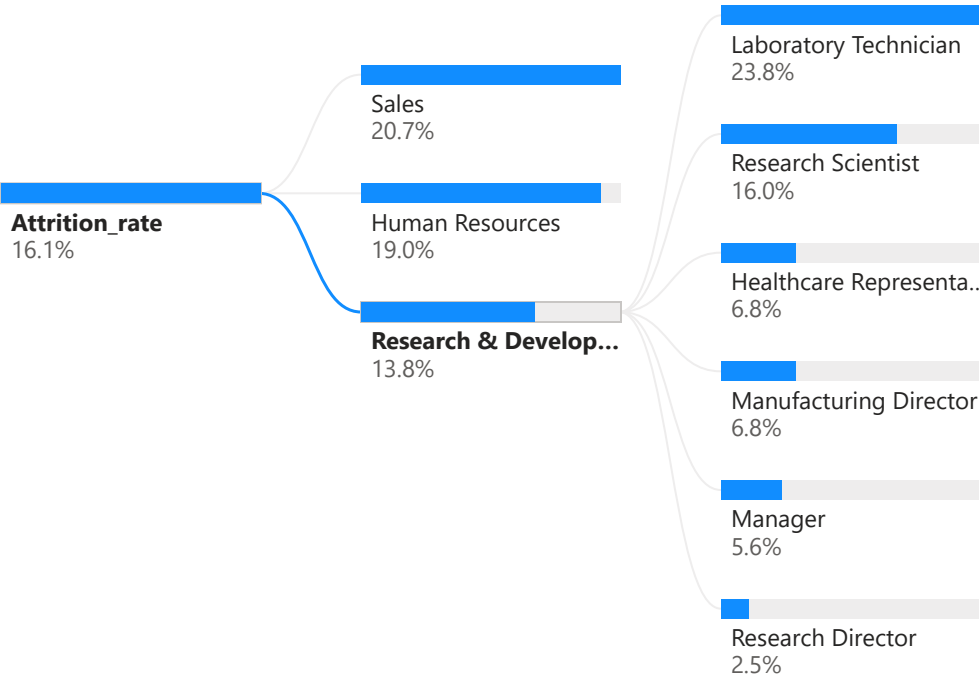 Attrition_rate
16.1%
Sales
20.7%
Human Resources
19.0%
Research & Develop...
13.8%
Laboratory Technician
23.8%
Research Scientist
16.0%
Healthcare Representa...
6.8%
Manufacturing Director
6.8%
Manager
5.6%
Research Director
2.5%